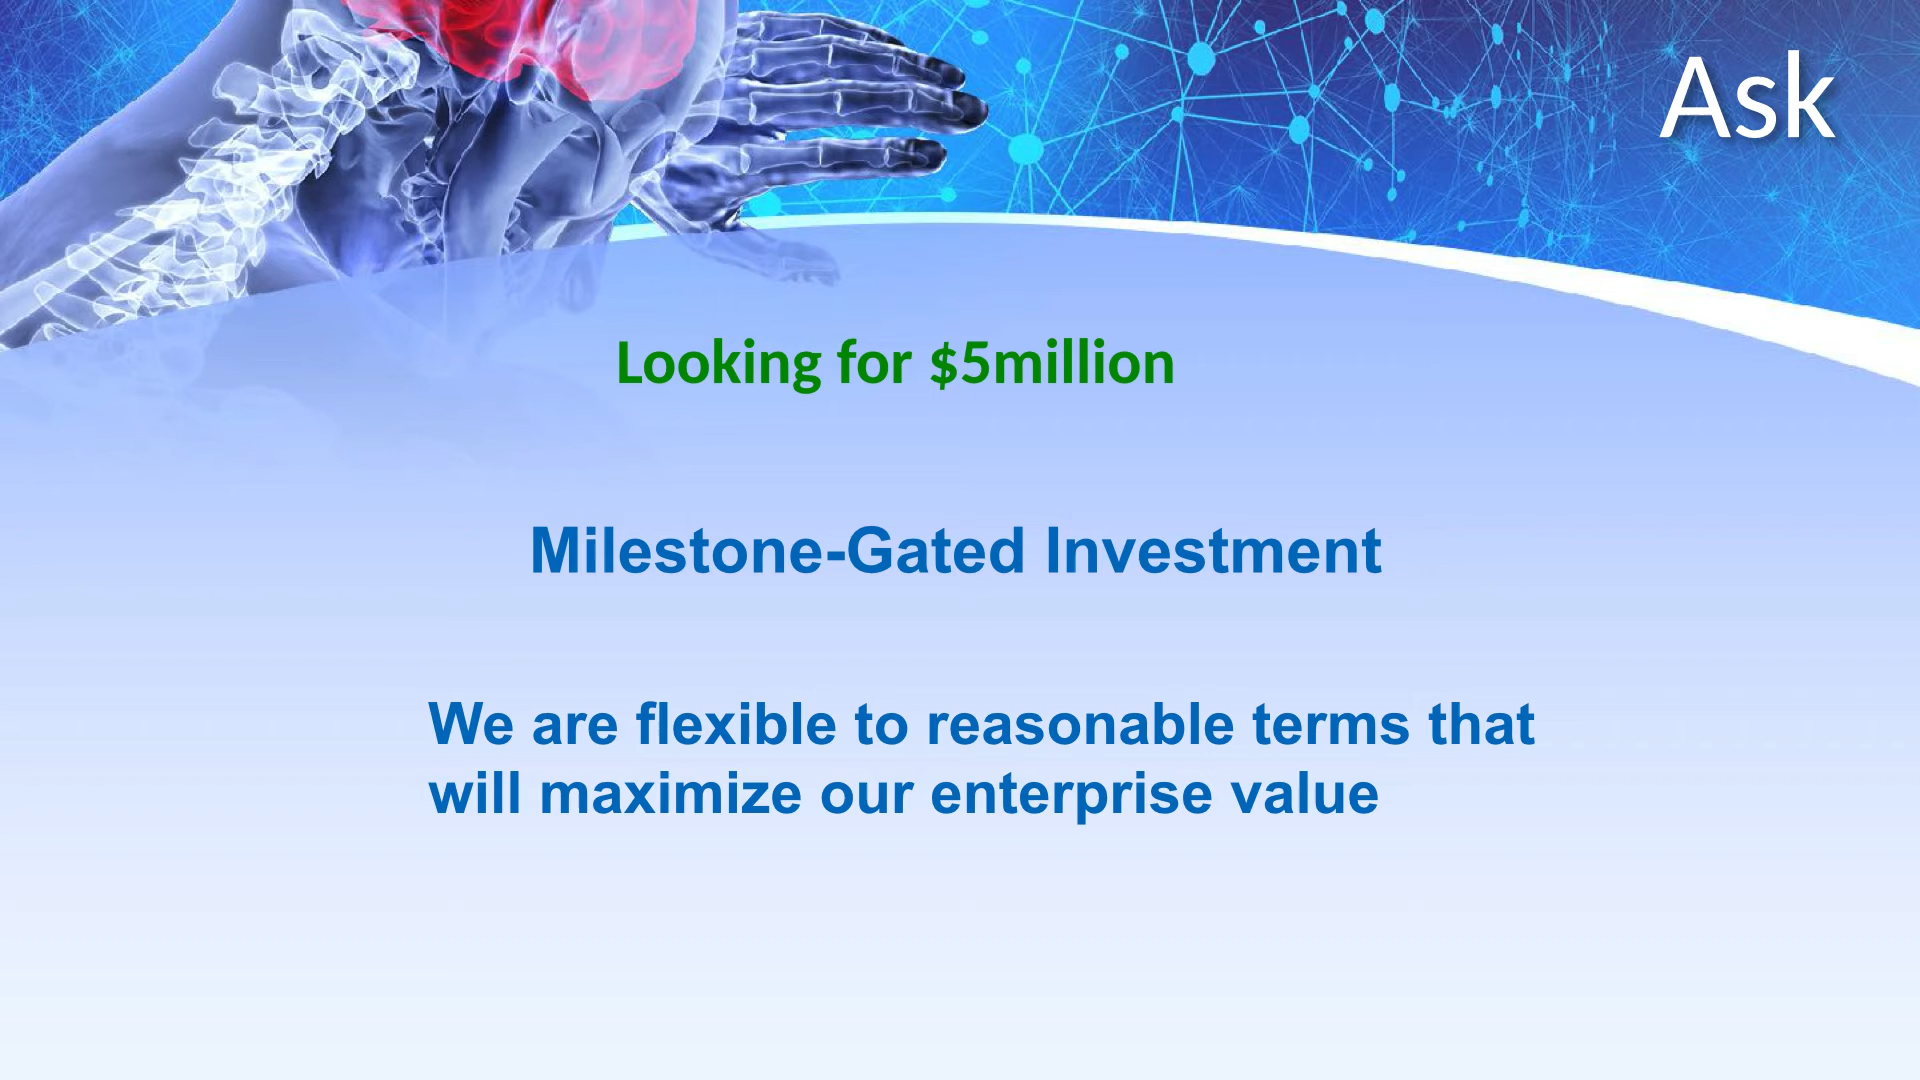 Ask
Looking for $5million
Milestone-Gated Investment
We are flexible to reasonable terms that
will maximize our enterprise value